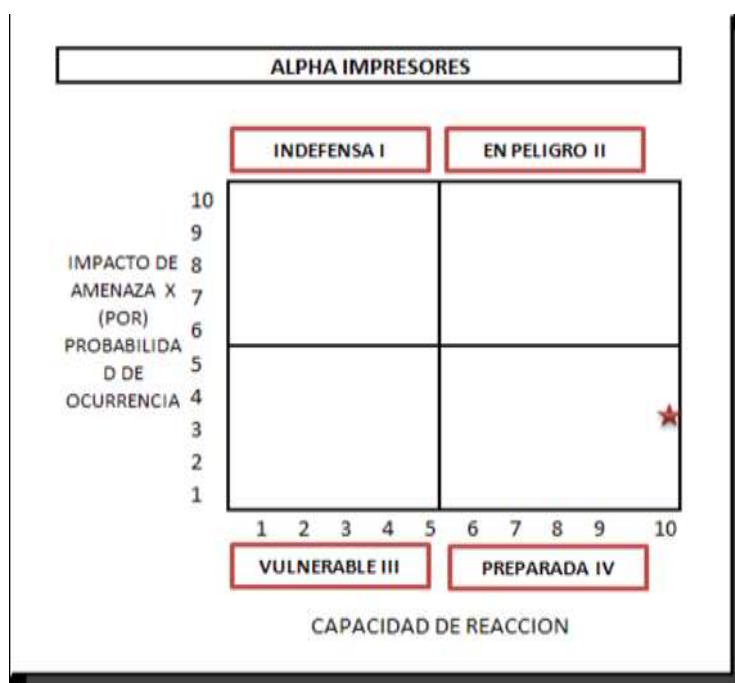 ALPHA IMPRESORES
INDEFENSA I
EN PELIGRO II
IMPACTO DE
AMENAZA X
(POR)
PROBABILIDA
D DE
OCURRENCIA
10
9
8
7
6
5
4
3
2
1
1 2 3 4 5 6 7 8 9 10
VULNERABLE III
PREPARADA IV
CAPACIDAD DE REACCION